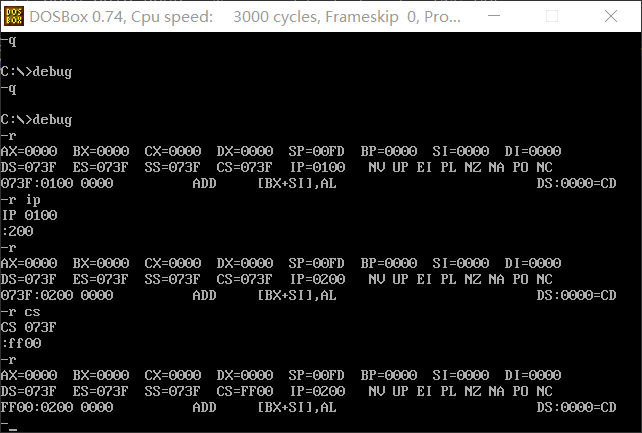 DOS
BOX
DOSBox 0.74, Cpu speed:    3000 cycles, Frameskip  0, Pro...
-q
C:\>debug
-q
C:\>debug
-r
AX=0000  BX=0000  CX=0000  DX=0000  SP=00FD  BP=0000  SI=0000  DI=0000
DS=073F  ES=073F  SS=073F  CS=073F  IP=0100   NV UP EI PL NZ NA PO NC
073F:0100 0000          ADD     [BX+SI],AL                         DS:0000=CD
-r ip
IP 0100
:200
-r
AX=0000  BX=0000  CX=0000  DX=0000  SP=00FD  BP=0000  SI=0000  DI=0000
DS=073F  ES=073F  SS=073F  CS=073F  IP=0200   NV UP EI PL NZ NA PO NC
073F:0200 0000          ADD     [BX+SI],AL                         DS:0000=CD
-r cs
CS 073F
:ff00
-r
AX=0000  BX=0000  CX=0000  DX=0000  SP=00FD  BP=0000  SI=0000  DI=0000
DS=073F  ES=073F  SS=073F  CS=FF00  IP=0200   NV UP EI PL NZ NA PO NC
FF00:0200 0000          ADD     [BX+SI],AL                         DS:0000=CD
-_